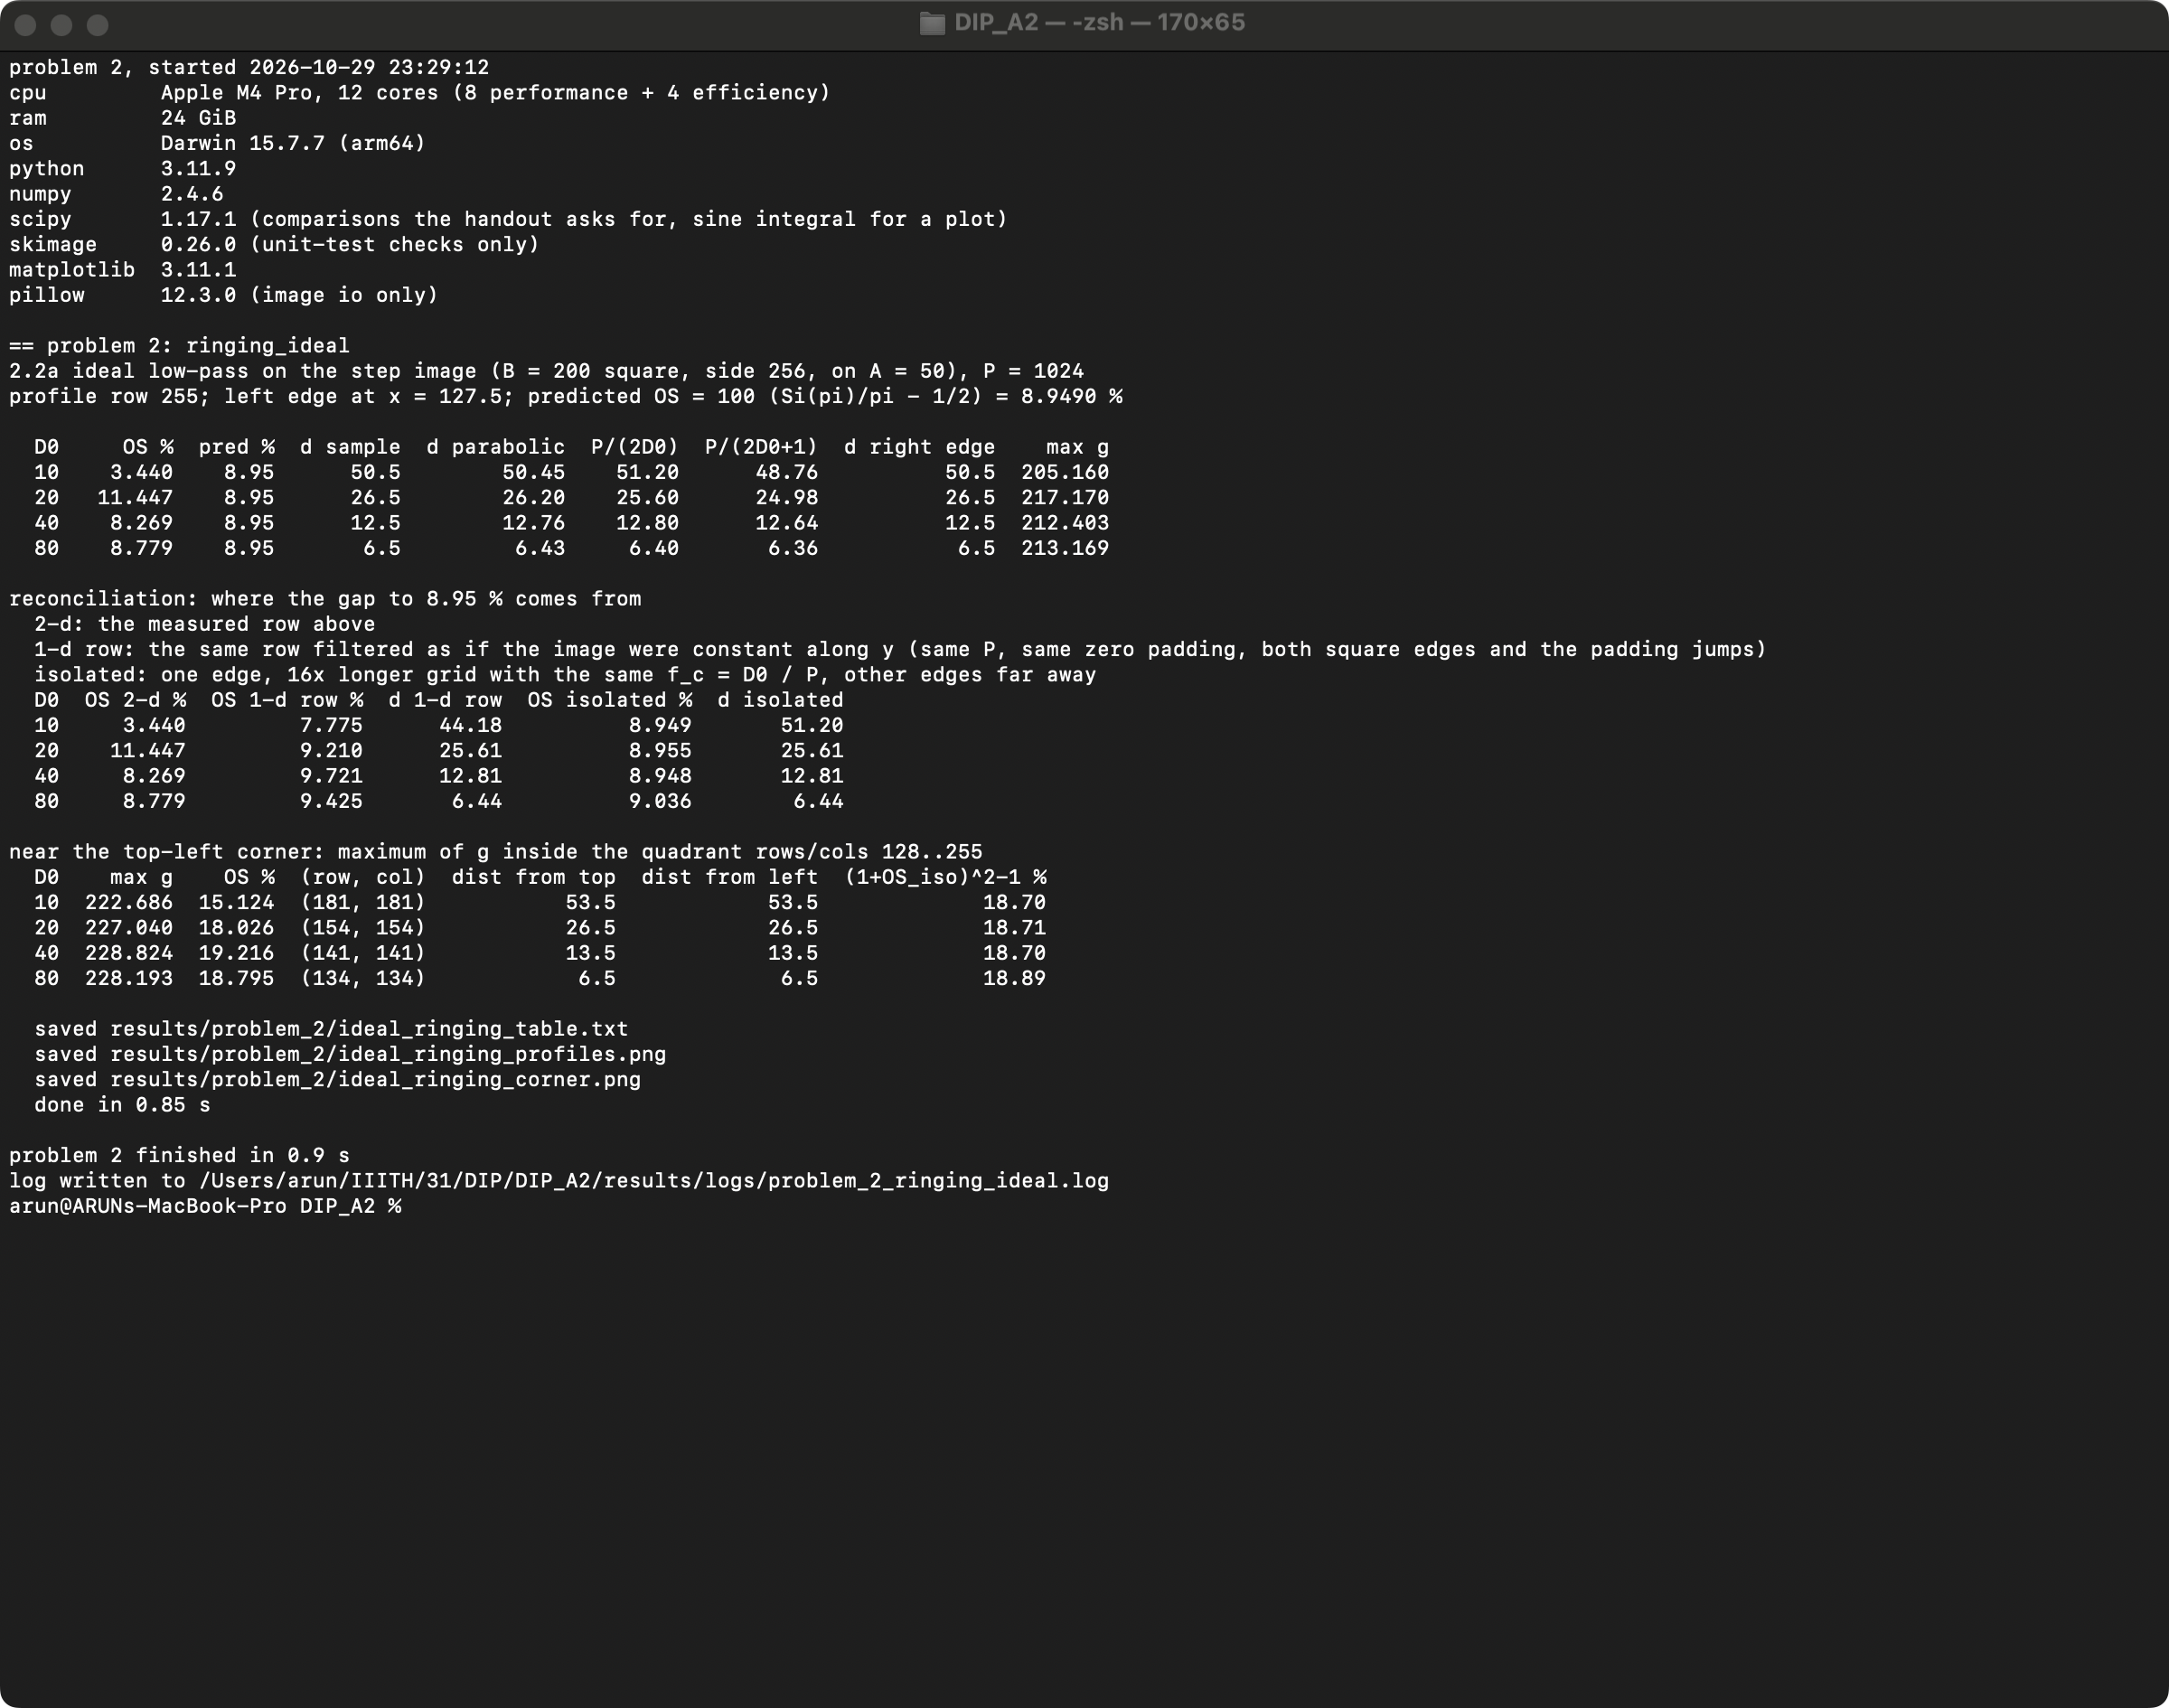 DIP_A2 — -zsh — 170×65
problem 2, started 2026-10-29 23:29:12
cpu         Apple M4 Pro, 12 cores (8 performance + 4 efficiency)
ram         24 GiB
os          Darwin 15.7.7 (arm64)
python      3.11.9
numpy       2.4.6
scipy       1.17.1 (comparisons the handout asks for, sine integral for a plot)
skimage     0.26.0 (unit-test checks only)
matplotlib  3.11.1
pillow      12.3.0 (image io only)

== problem 2: ringing_ideal
2.2a ideal low-pass on the step image (B = 200 square, side 256, on A = 50), P = 1024
profile row 255; left edge at x = 127.5; predicted OS = 100 (Si(pi)/pi - 1/2) = 8.9490 %

  D0     OS %  pred %  d sample  d parabolic  P/(2D0)  P/(2D0+1)  d right edge    max g
  10    3.440    8.95      50.5        50.45    51.20      48.76          50.5  205.160
  20   11.447    8.95      26.5        26.20    25.60      24.98          26.5  217.170
  40    8.269    8.95      12.5        12.76    12.80      12.64          12.5  212.403
  80    8.779    8.95       6.5         6.43     6.40       6.36           6.5  213.169

reconciliation: where the gap to 8.95 % comes from
  2-d: the measured row above
  1-d row: the same row filtered as if the image were constant along y (same P, same zero padding, both square edges and the padding jumps)
  isolated: one edge, 16x longer grid with the same f_c = D0 / P, other edges far away
  D0  OS 2-d %  OS 1-d row %  d 1-d row  OS isolated %  d isolated
  10     3.440         7.775      44.18          8.949       51.20
  20    11.447         9.210      25.61          8.955       25.61
  40     8.269         9.721      12.81          8.948       12.81
  80     8.779         9.425       6.44          9.036        6.44

near the top-left corner: maximum of g inside the quadrant rows/cols 128..255
  D0    max g    OS %  (row, col)  dist from top  dist from left  (1+OS_iso)^2-1 %
  10  222.686  15.124  (181, 181)           53.5            53.5             18.70
  20  227.040  18.026  (154, 154)           26.5            26.5             18.71
  40  228.824  19.216  (141, 141)           13.5            13.5             18.70
  80  228.193  18.795  (134, 134)            6.5             6.5             18.89

  saved results/problem_2/ideal_ringing_table.txt
  saved results/problem_2/ideal_ringing_profiles.png
  saved results/problem_2/ideal_ringing_corner.png
  done in 0.85 s

problem 2 finished in 0.9 s
log written to /Users/arun/IIITH/31/DIP/DIP_A2/results/logs/problem_2_ringing_ideal.log
arun@ARUNs-MacBook-Pro DIP_A2 %